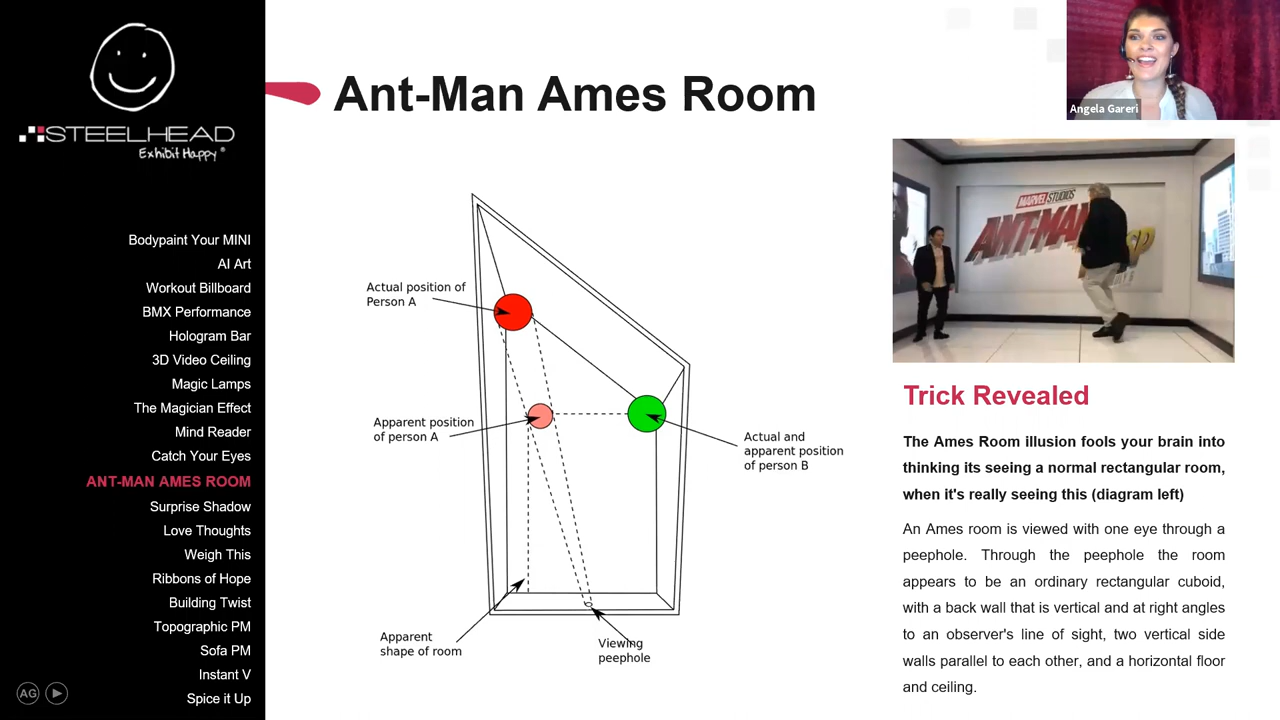 STEELHEAD
Exhibit Happy®
Bodypaint Your MINI
AI Art
Workout Billboard
BMX Performance
Hologram Bar
3D Video Ceiling
Magic Lamps
The Magician Effect
Mind Reader
Catch Your Eyes
ANT-MAN AMES ROOM
Surprise Shadow
Love Thoughts
Weigh This
Ribbons of Hope
Building Twist
Topographic PM
Sofa PM
Instant V
Spice it Up
AG
Ant-Man Ames Room
Actual position of
Person A
Apparent position
of person A
Actual and
apparent position
of person B
Apparent
shape of room
Viewing
peephole
Angela Gareri
MARVEL STUDIOS
ANT-MAN
Trick Revealed
The Ames Room illusion fools your brain into
thinking its seeing a normal rectangular room,
when it's really seeing this (diagram left)
An Ames room is viewed with one eye through a
peephole. Through the peephole the room
appears to be an ordinary rectangular cuboid,
with a back wall that is vertical and at right angles
to an observer's line of sight, two vertical side
walls parallel to each other, and a horizontal floor
and ceiling.